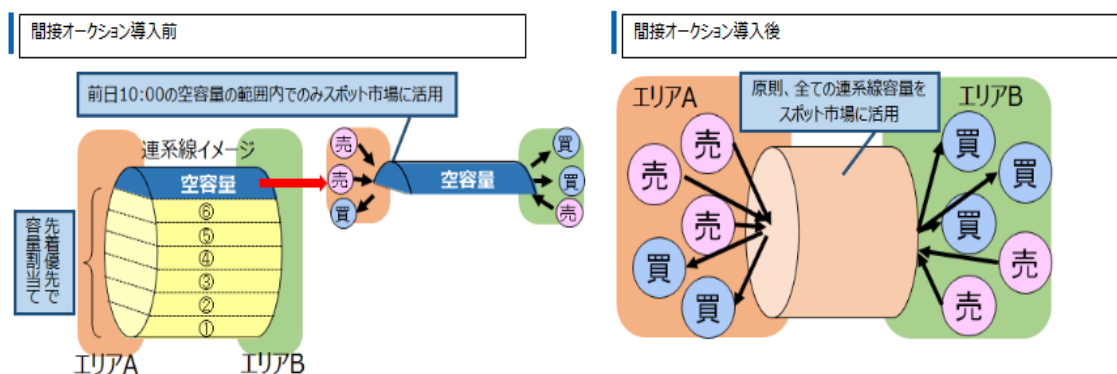 間接オークション導入前
前日10:00の空容量の範囲内でのみスポット市場に活用
連系線イメージ
空容量
⑥
⑤
④
③
②
①
先着優先で
容量割当て
エリアA
エリアB
売
売
買
空容量
買
買
売
間接オークション導入後
エリアA
原則、全ての連系線容量を
スポット市場に活用
エリアB
売
売
売
買
買
買
買
買
売
売